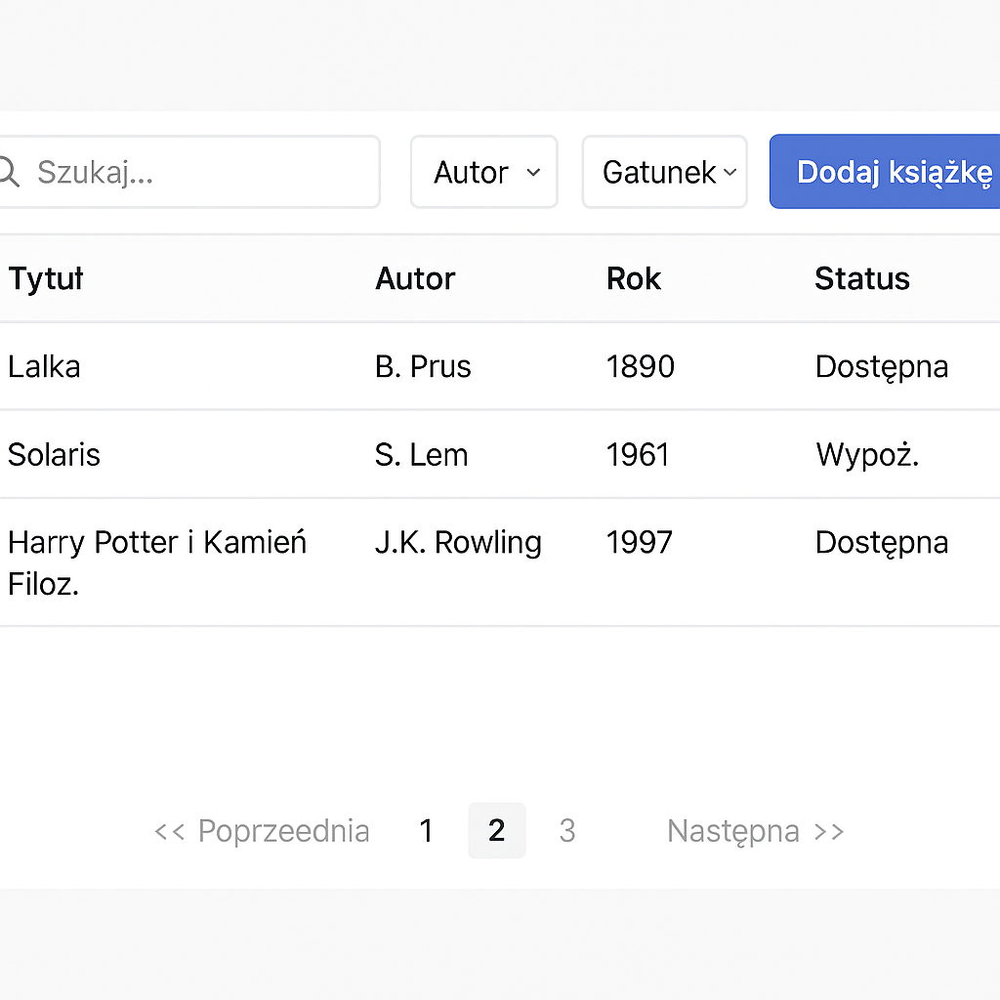 Szukaj...
Autor
Gatunek
Dodaj książkę
Tytuł Autor Rok Status
Lalka B. Prus 1890 Dostępna
Solaris S. Lem 1961 Wypoż.
Harry Potter i Kamień J.K. Rowling 1997 Dostępna
Filoz.
<< Poprzeednia 1 2 3 Następna >>